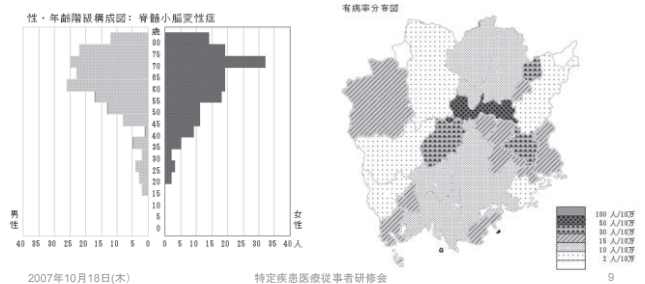 性・年齢階級構成図: 脊髄小脳変性症
有病率分布図
歳
80
75
70
65
60
55
50
45
40
35
30
25
20
15
10
5
0
男性
女性
40 35 30 25 20 15 10 5 0
0 5 10 15 20 25 30 35 40 人
100 人/10万
50 人/10万
30 人/10万
15 人/10万
10 人/10万
2 人/10万
2007年10月18日(木)
特定疾患医療従事者研修会
9